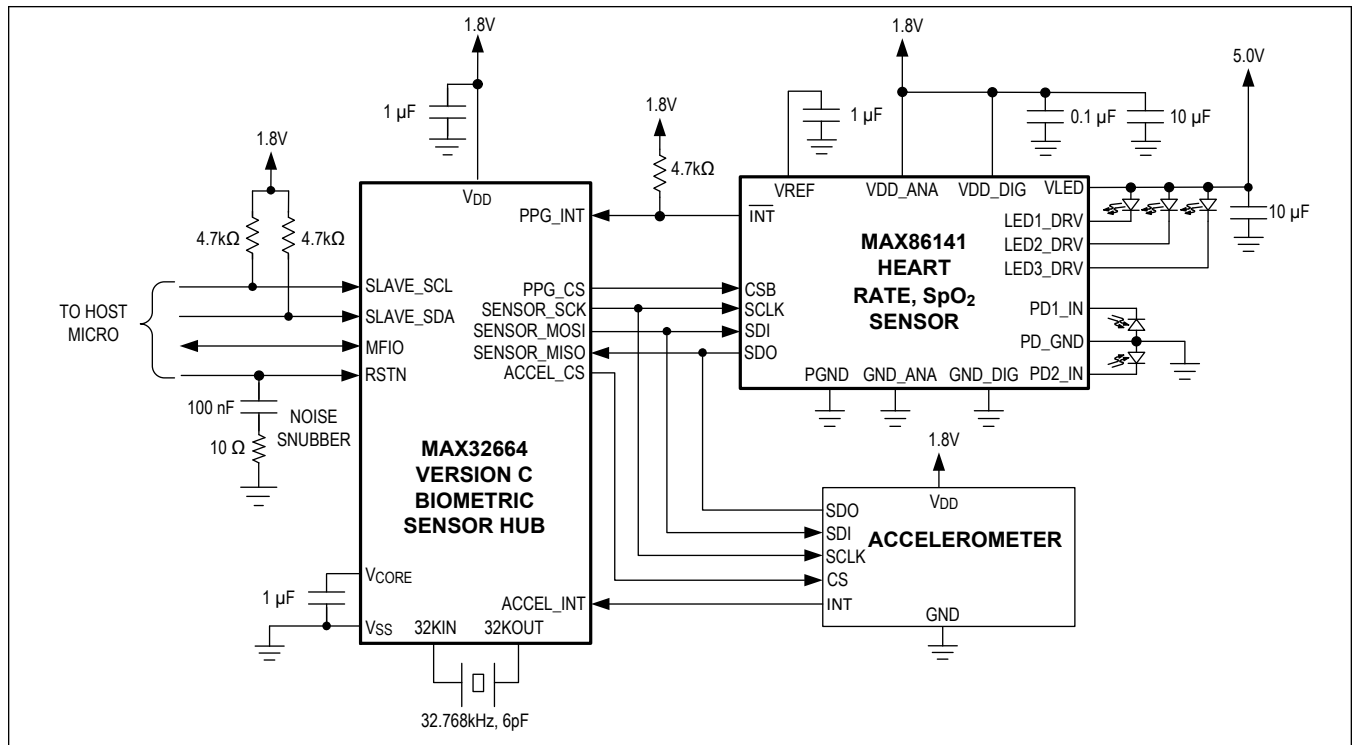 1.8V
1 µF
1.8V
4.7kΩ
4.7kΩ
TO HOST
MICRO
100 nF
NOISE
SNUBBER
10 Ω
VDD
PPG_INT
SLAVE_SCL
SLAVE_SDA
MFIO
RSTN
PPG_CS
SENSOR_SCK
SENSOR_MOSI
SENSOR_MISO
ACCEL_CS
MAX32664
VERSION C
BIOMETRIC
SENSOR HUB
VCORE
1 µF
VSS
32KIN
32KOUT
ACCEL_INT
32.768kHz, 6pF
1.8V
4.7kΩ
1.8V
1 µF
0.1 µF
10 µF
5.0V
10 µF
VREF
VDD_ANA
VDD_DIG
VLED
INT
LED1_DRV
LED2_DRV
LED3_DRV
MAX86141
HEART
RATE, SpO2
SENSOR
CSB
SCLK
SDI
SDO
PD1_IN
PD_GND
PD2_IN
PGND
GND_ANA
GND_DIG
1.8V
VDD
SDO
SDI
SCLK
CS
INT
ACCELEROMETER
GND